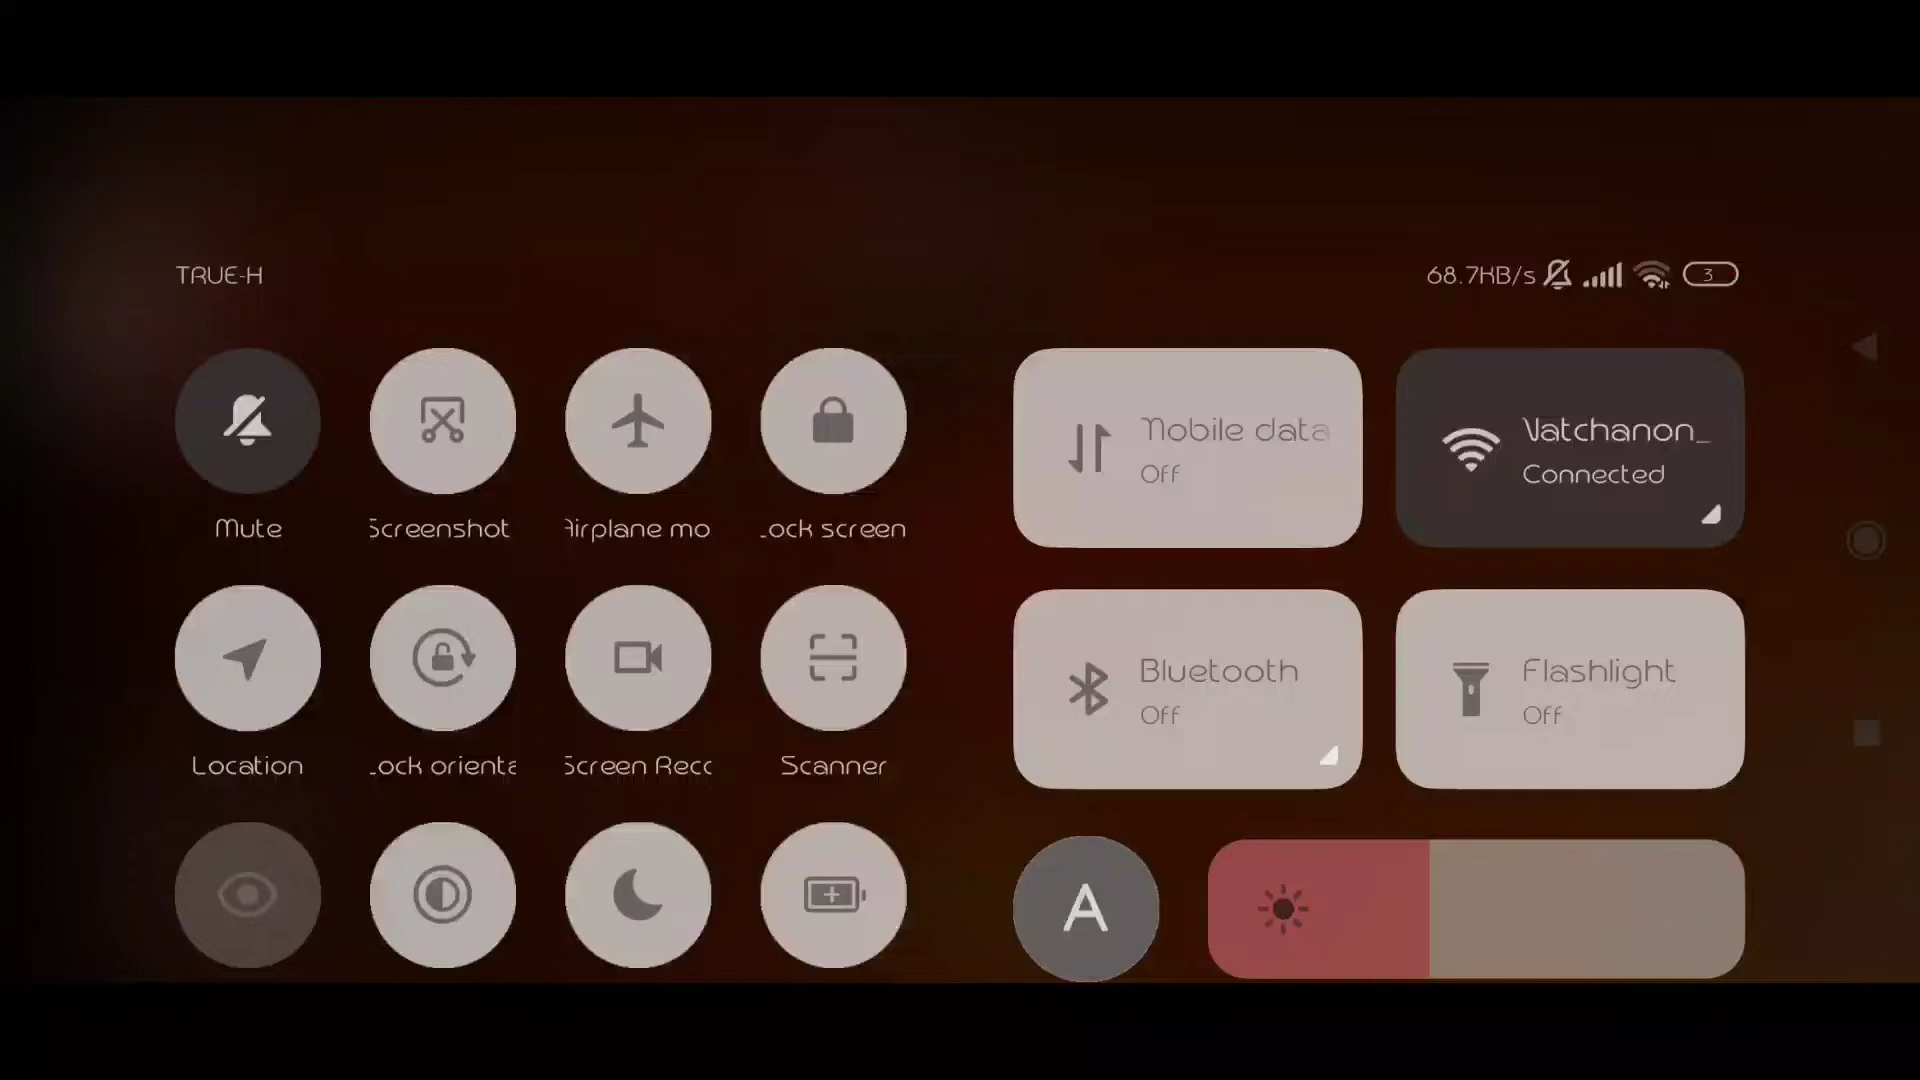 TRUE-H
68.7KB/s
3
Mute
Screenshot
Airplane mo
Lock screen
Mobile data
Off
Vatchanon_
Connected
Location
Lock orienta
Screen Reco
Scanner
Bluetooth
Off
Flashlight
Off
A